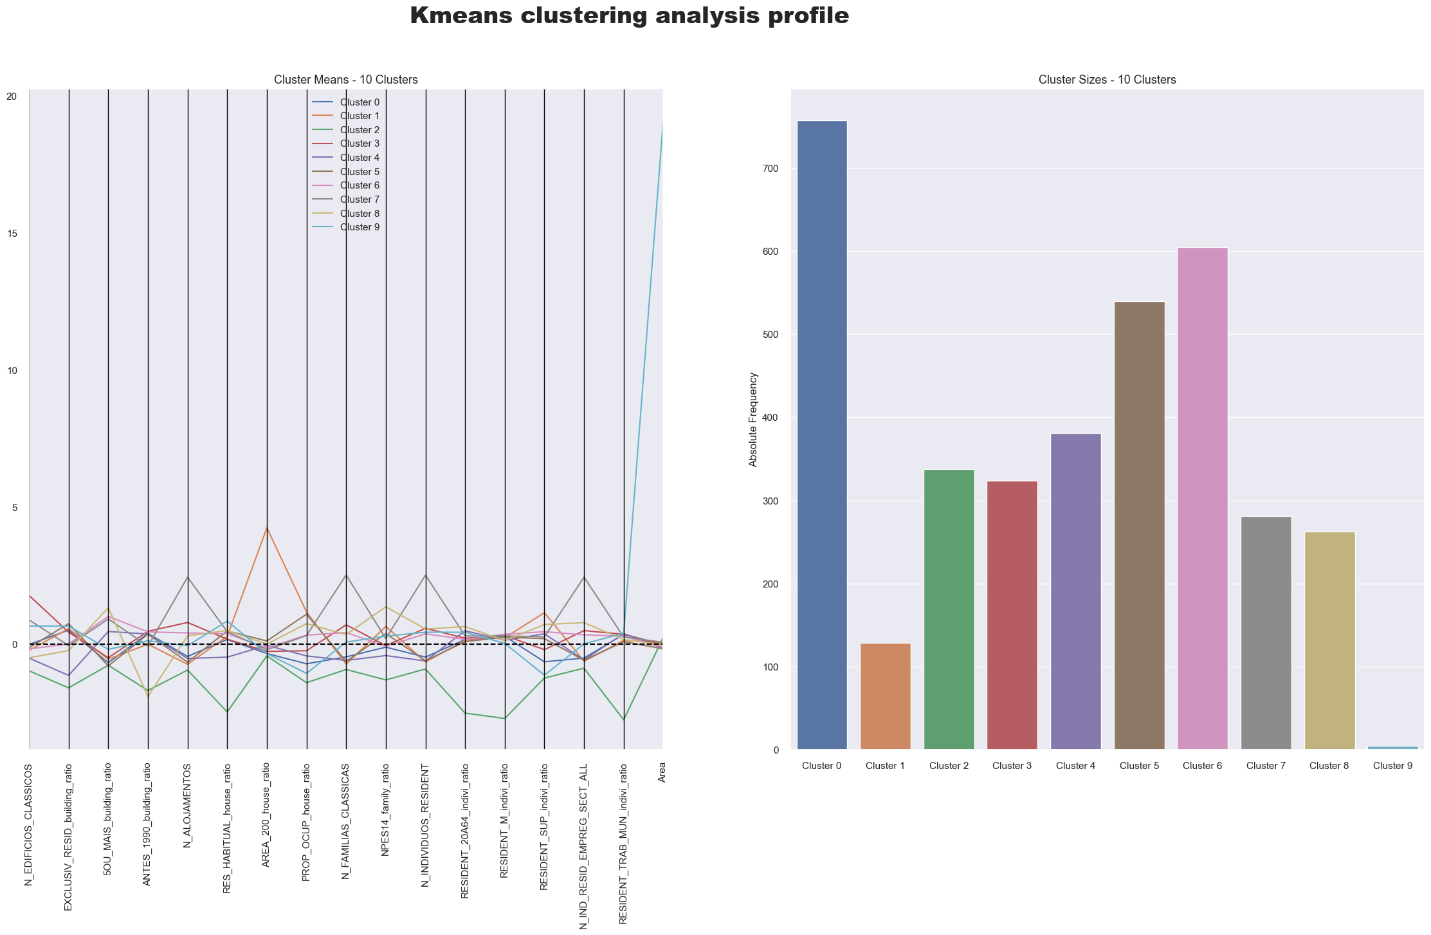 Kmeans clustering analysis profile
Cluster Means - 10 Clusters
20
15
10
5
0
Cluster 0
Cluster 1
Cluster 2
Cluster 3
Cluster 4
Cluster 5
Cluster 6
Cluster 7
Cluster 8
Cluster 9
N_EDIFICIOS_CLASSICOS
EXCLUSIV_RESID_building_ratio
5OU_MAIS_building_ratio
ANTES_1990_building_ratio
N_ALOJAMENTOS
RES_HABITUAL_house_ratio
AREA_200_house_ratio
PROP_OCUP_house_ratio
N_FAMILIAS_CLASSICAS
NPES14_family_ratio
N_INDIVIDUOS_RESIDENT
RESIDENT_20A64_indivi_ratio
RESIDENT_M_indivi_ratio
RESIDENT_SUP_indivi_ratio
N_IND_RESID_EMPREG_SECT_ALL
RESIDENT_TRAB_MUN_indivi_ratio
Area
Cluster Sizes - 10 Clusters
Absolute Frequency
700
600
500
400
300
200
100
0
Cluster 0
Cluster 1
Cluster 2
Cluster 3
Cluster 4
Cluster 5
Cluster 6
Cluster 7
Cluster 8
Cluster 9